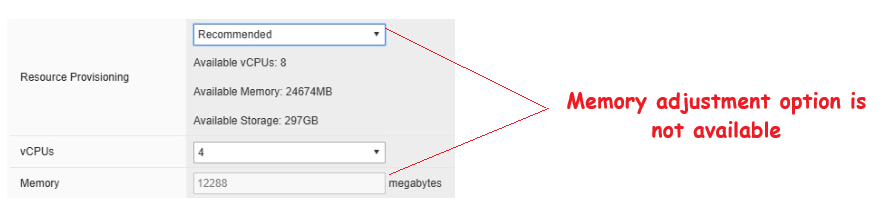 Recommended
Available vCPUs: 8
Resource Provisioning
Available Memory: 24674MB
Available Storage: 297GB
vCPUs
4
Memory
12288 megabytes
Memory adjustment option is
not available